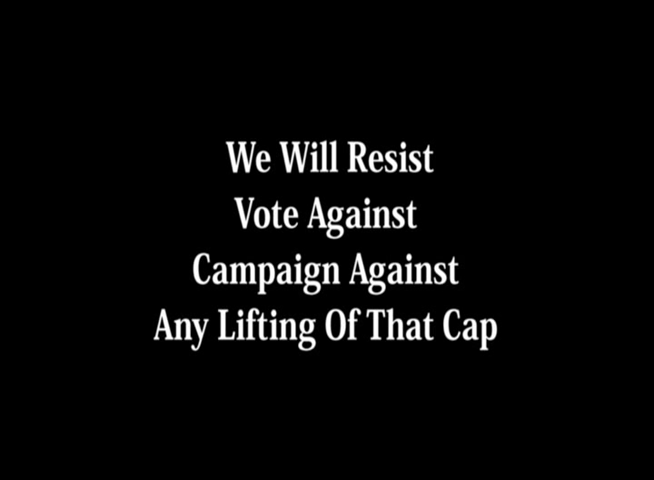 We Will Resist
Vote Against
Campaign Against
Any Lifting Of That Cap